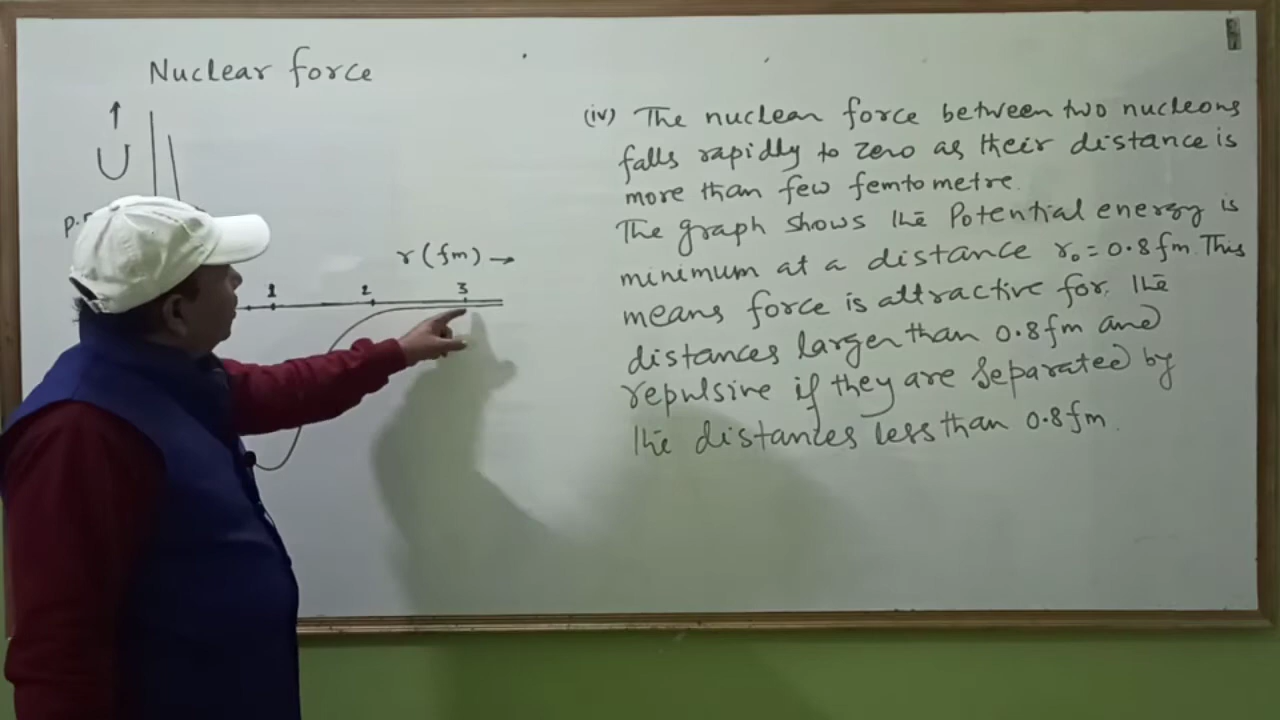 Nuclear force
U
r (fm) →
1 2 3
(iv) The nuclear force between two nucleons
falls rapidly to zero as their distance is
more than few femtometre.
The graph shows the Potential energy is
minimum at a distance r₀ = 0.8 fm. This
means force is attractive for, the
distances larger than 0.8 fm and
repulsive if they are separated by
the distances less than 0.8 fm.